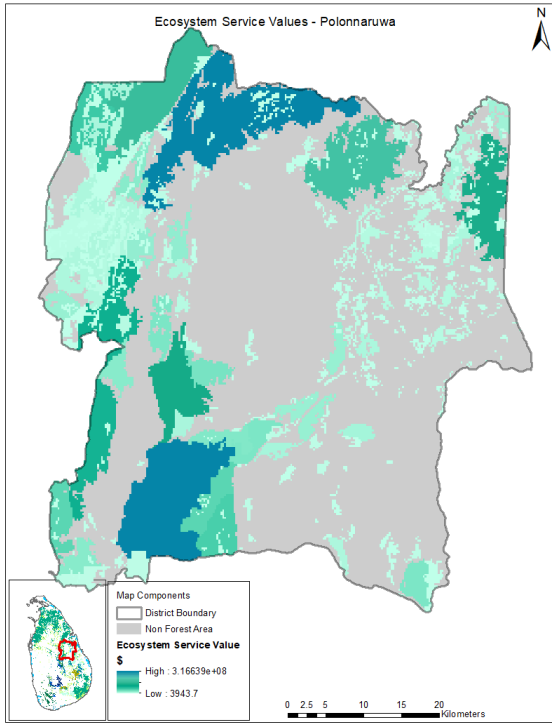 Ecosystem Service Values - Polonnaruwa
N
Map Components
District Boundary
Non Forest Area
Ecosystem Service Value
$
High : 3.16639e+08
Low : 3943.7
0 2.5 5 10 15 20
Kilometers